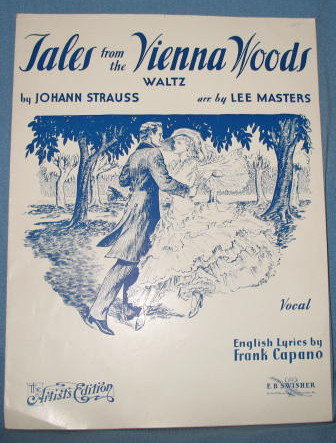 Tales from the Vienna Woods
WALTZ
by JOHANN STRAUSS arr. by LEE MASTERS
Vocal
English Lyrics by
Frank Capano
The Artists Edition
E.B. SWISHER